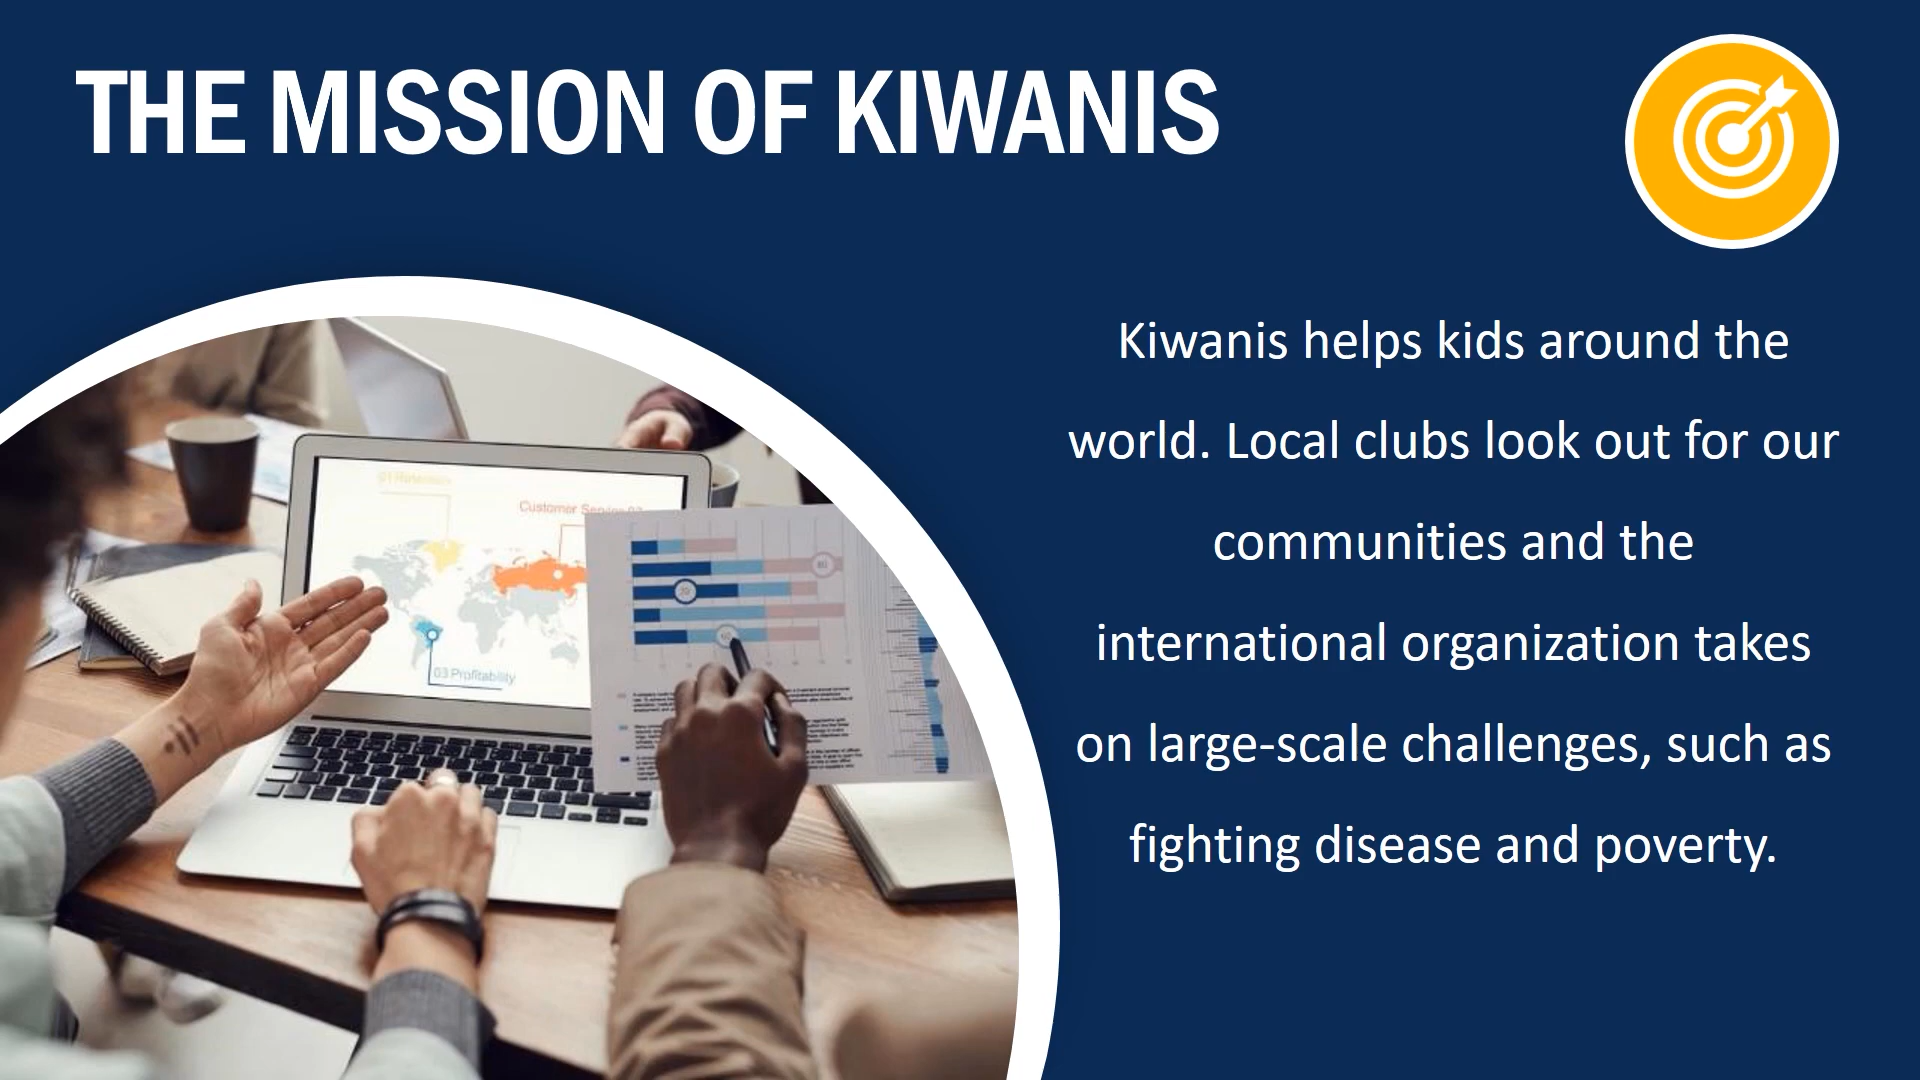 THE MISSION OF KIWANIS
Kiwanis helps kids around the
world. Local clubs look out for our
communities and the
international organization takes
on large-scale challenges, such as
fighting disease and poverty.
Customer Service
03 Profitability